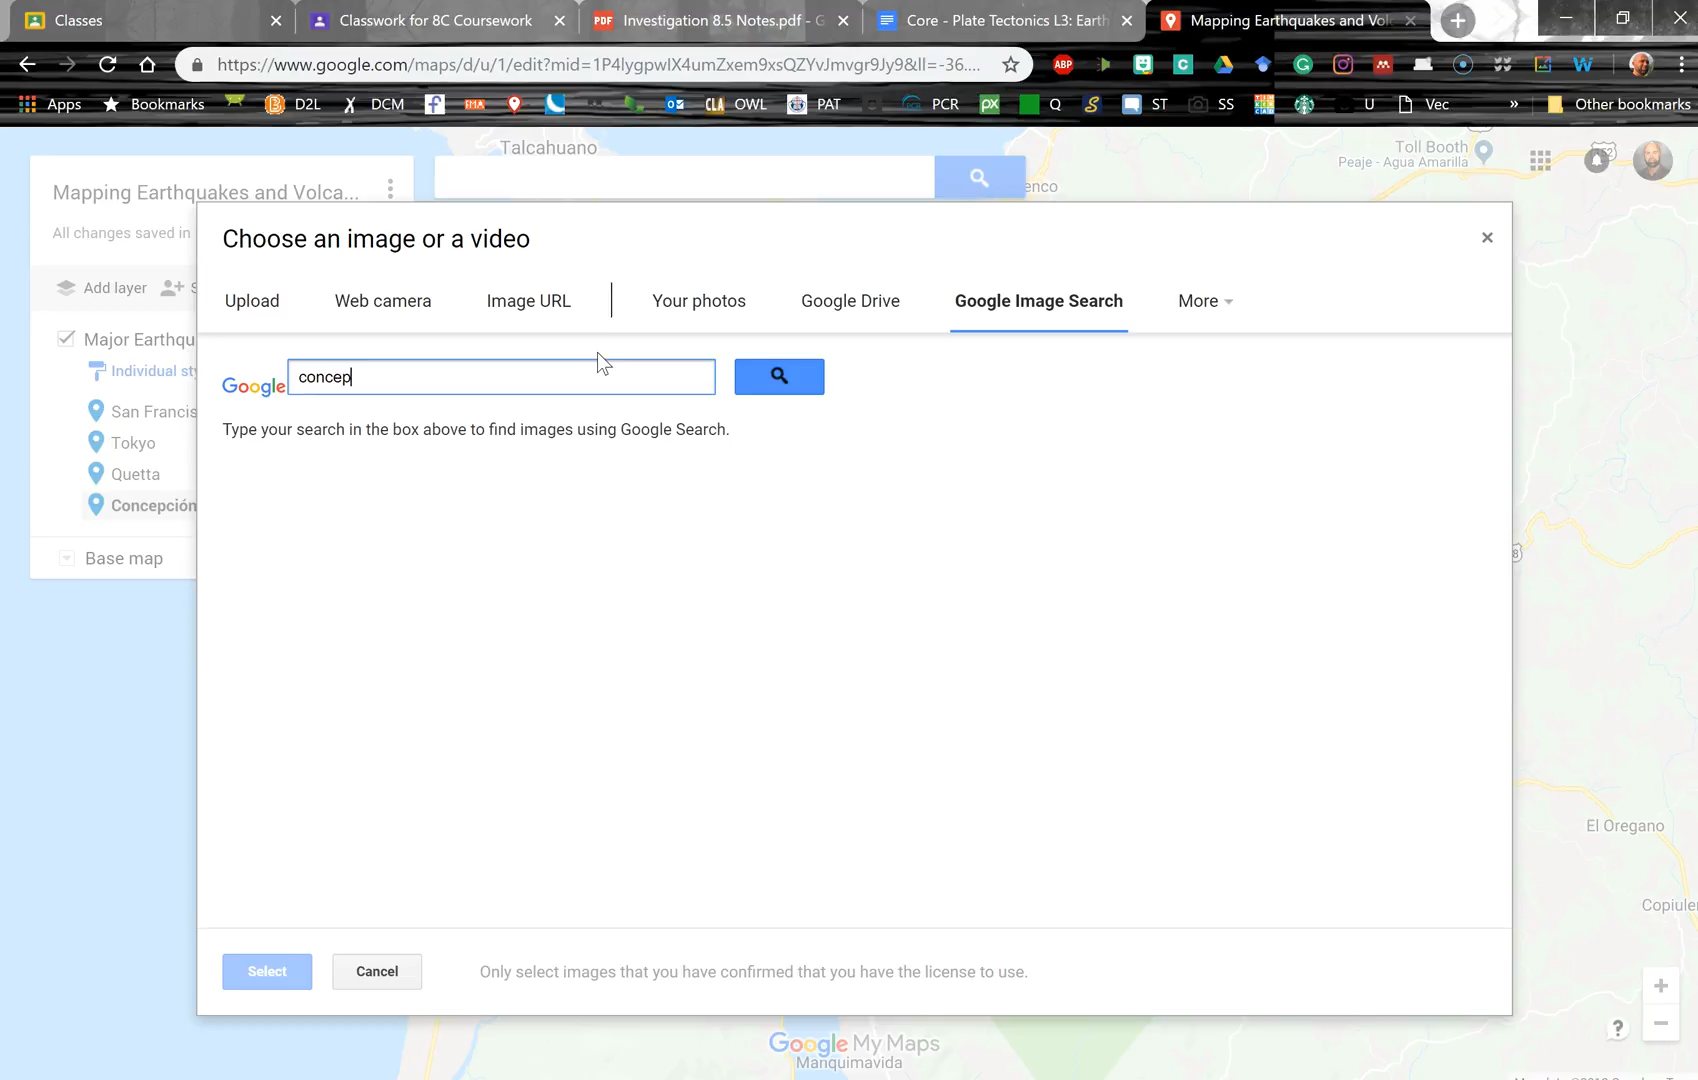 Classes
Classwork for 8C Coursework
PDF Investigation 8.5 Notes.pdf - G
Core - Plate Tectonics L3: Earth
Mapping Earthquakes and Vol
https://www.google.com/maps/d/u/1/edit?mid=1P4lygpwIX4umZxem9xsQZYvJmvgr9Jy9&ll=-36....
ABP
Apps
Bookmarks
D2L
DCM
OWL
PAT
PCR
Q
ST
SS
U
Vec
»
Other bookmarks
Talcahuano
Toll Booth
Peaje - Agua Amarilla
enco
Mapping Earthquakes and Volca...
All changes saved in
Add layer
S
Major Earthqu
Individual sty
San Francis
Tokyo
Quetta
Concepción
Base map
Choose an image or a video
Upload
Web camera
Image URL
Your photos
Google Drive
Google Image Search
More
Google
concep
Type your search in the box above to find images using Google Search.
Select
Cancel
Only select images that you have confirmed that you have the license to use.
El Oregano
Copiuler
Google My Maps
Manquimavida